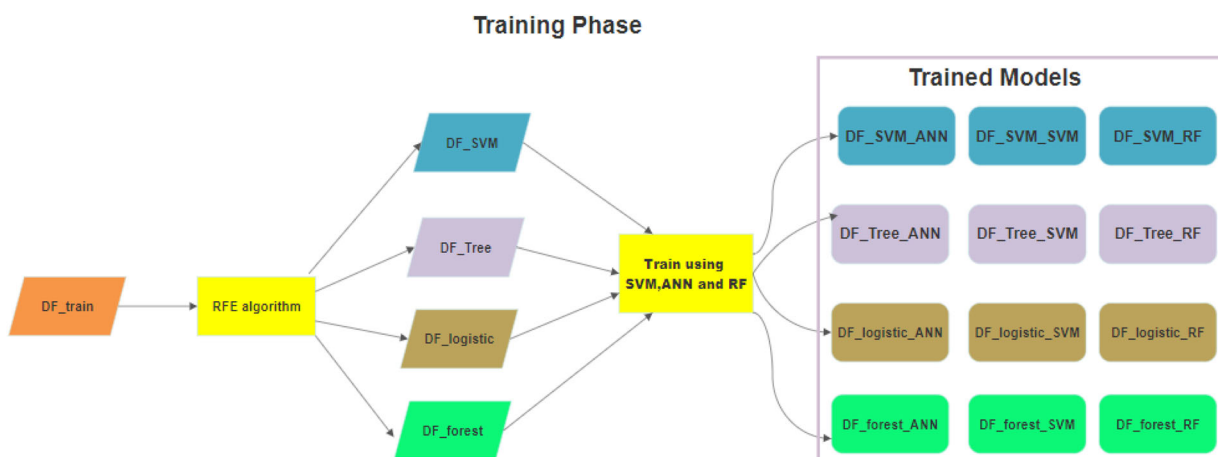 Training Phase
Trained Models
DF_SVM
DF_Tree
DF_logistic
DF_forest
DF_train
RFE algorithm
Train using
SVM,ANN and RF
DF_SVM_ANN
DF_SVM_SVM
DF_SVM_RF
DF_Tree_ANN
DF_Tree_SVM
DF_Tree_RF
DF_logistic_ANN
DF_logistic_SVM
DF_logistic_RF
DF_forest_ANN
DF_forest_SVM
DF_forest_RF